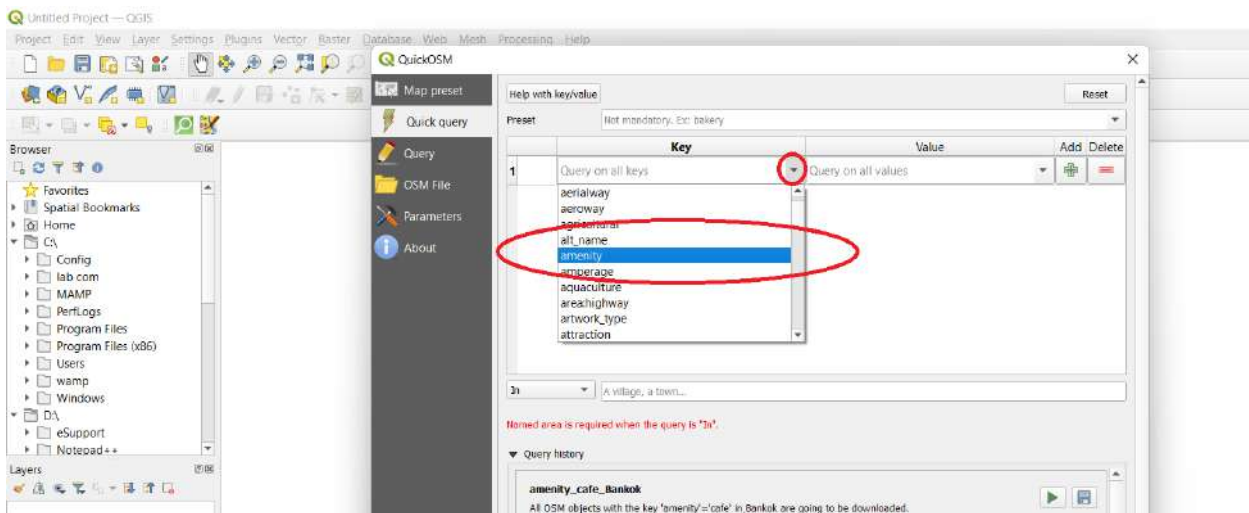 Untitled Project — QGIS
Project Edit View Layer Settings Plugins Vector Raster Database Web Mesh Processing Help
QuickOSM
Map preset
Quick query
Query
OSM File
Parameters
About
Help with key/value
Reset
Preset
Not mandatory. Ex: bakery
Key Value Add Delete
1 Query on all keys Query on all values
aerialway
aeroway
agricultural
alt_name
amenity
amperage
aquaculture
area:highway
artwork_type
attraction
In A village, a town...
Named area is required when the query is "In".
Query history
amenity_cafe_Bankok
All OSM objects with the key 'amenity'='cafe' in Bankok are going to be downloaded.
Browser
Favorites
Spatial Bookmarks
Home
C:\
Config
lab com
MAMP
PerfLogs
Program Files
Program Files (x86)
Users
wamp
Windows
D:\
eSupport
Notepad++
Layers